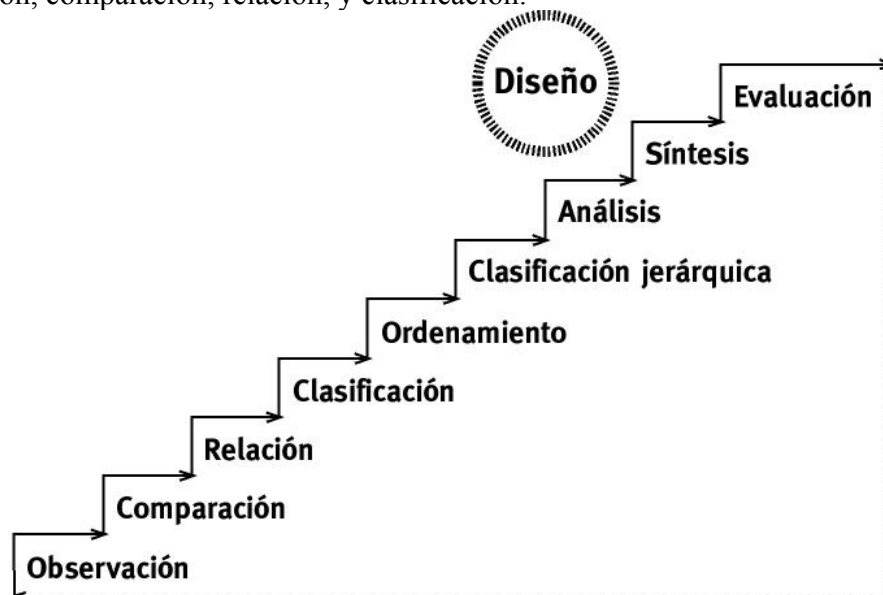 comparación, relación, y clasificación.
Diseño
Evaluación
Síntesis
Análisis
Clasificación jerárquica
Ordenamiento
Clasificación
Relación
Comparación
Observación